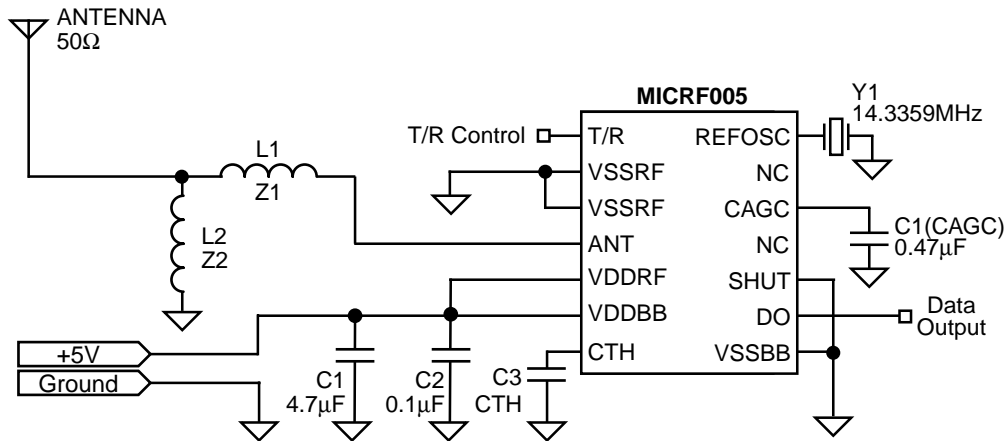 ANTENNA
50Ω
MICRF005
Y1
14.3359MHz
T/R Control
T/R
REFOSC
L1
Z1
VSSRF
NC
VSSRF
CAGC
C1(CAGC)
0.47µF
L2
Z2
ANT
NC
VDDRF
SHUT
VDDBB
DO
Data
Output
+5V
CTH
VSSBB
Ground
C1
4.7µF
C2
0.1µF
C3
CTH